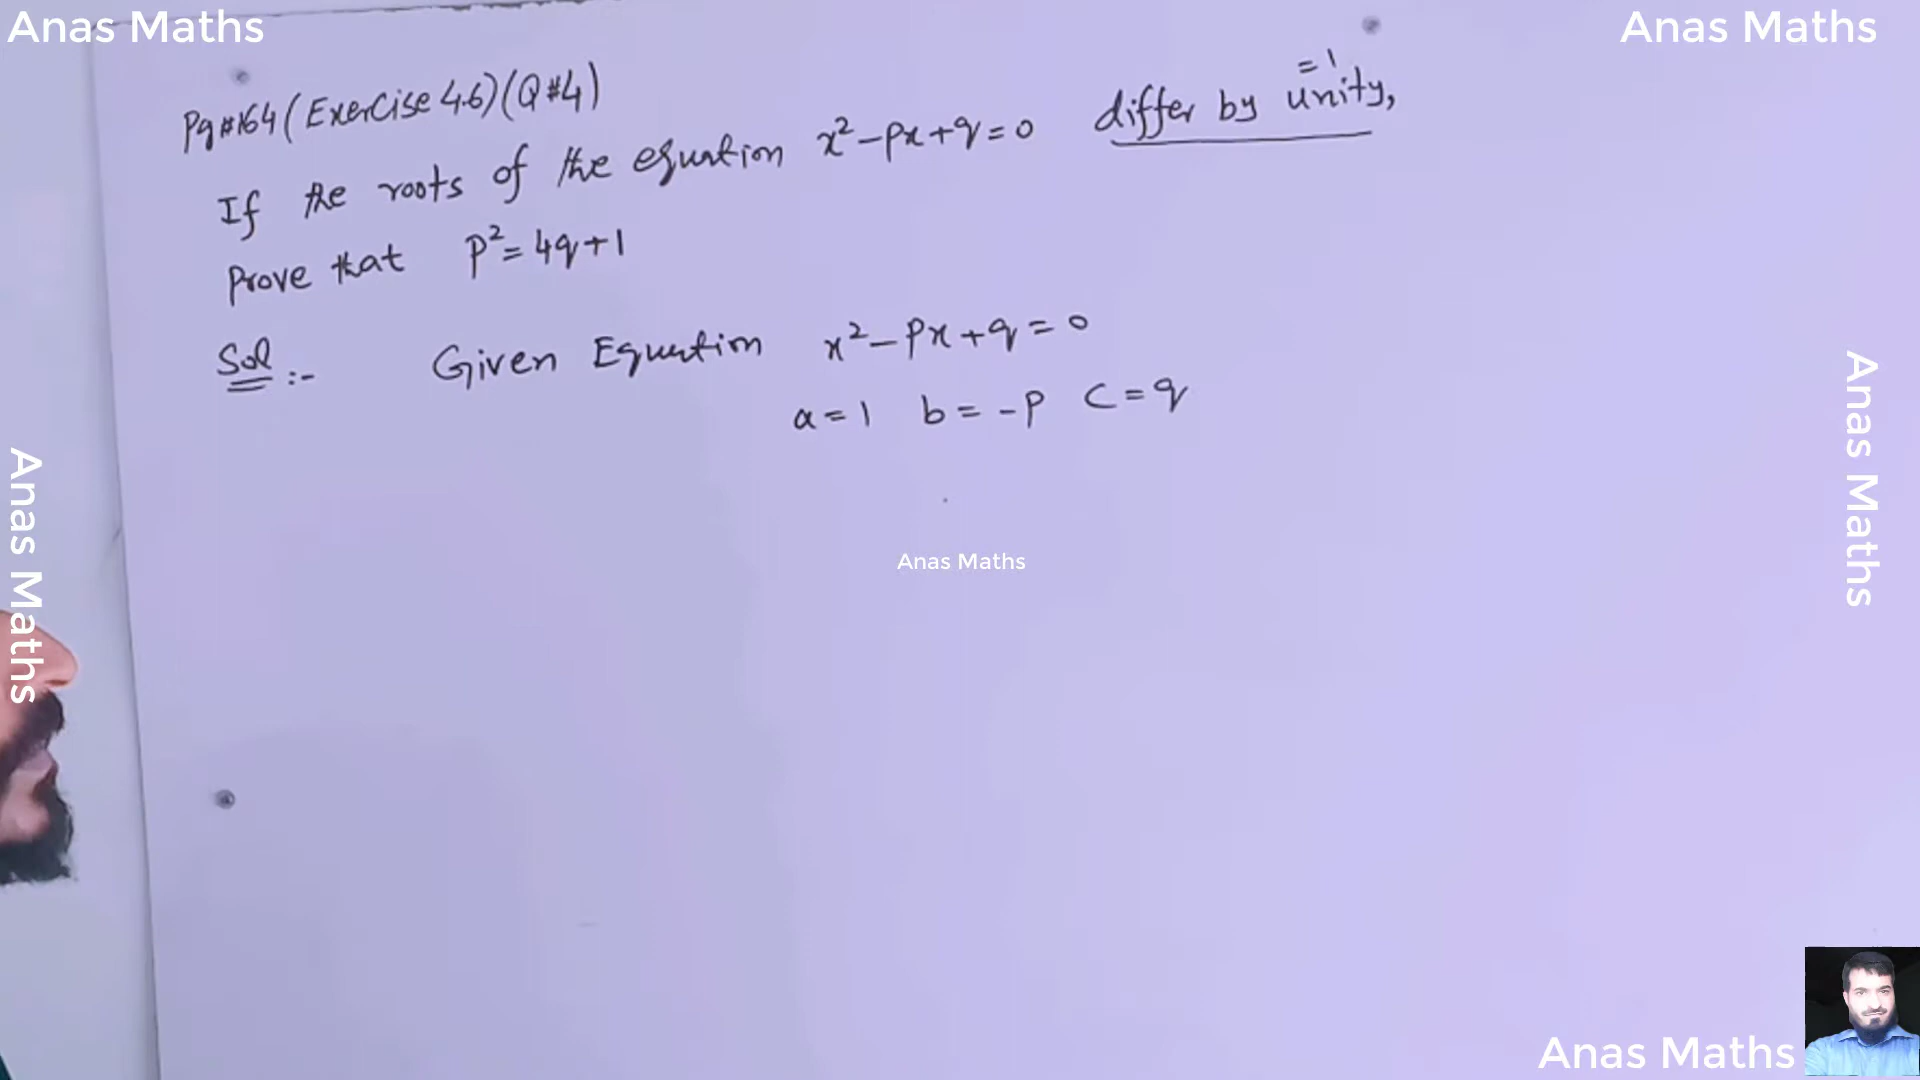 Anas Maths
Anas Maths
= 1
Pg#164 (Exercise 4.6) (Q#4)
If the roots of the equation x² - px + q = 0 differ by unity,
Prove that p² = 4q + 1
Sol :- Given Equation x² - px + q = 0
a = 1 b = -p c = q
Anas Maths
Anas Maths
Anas Maths
Anas Maths